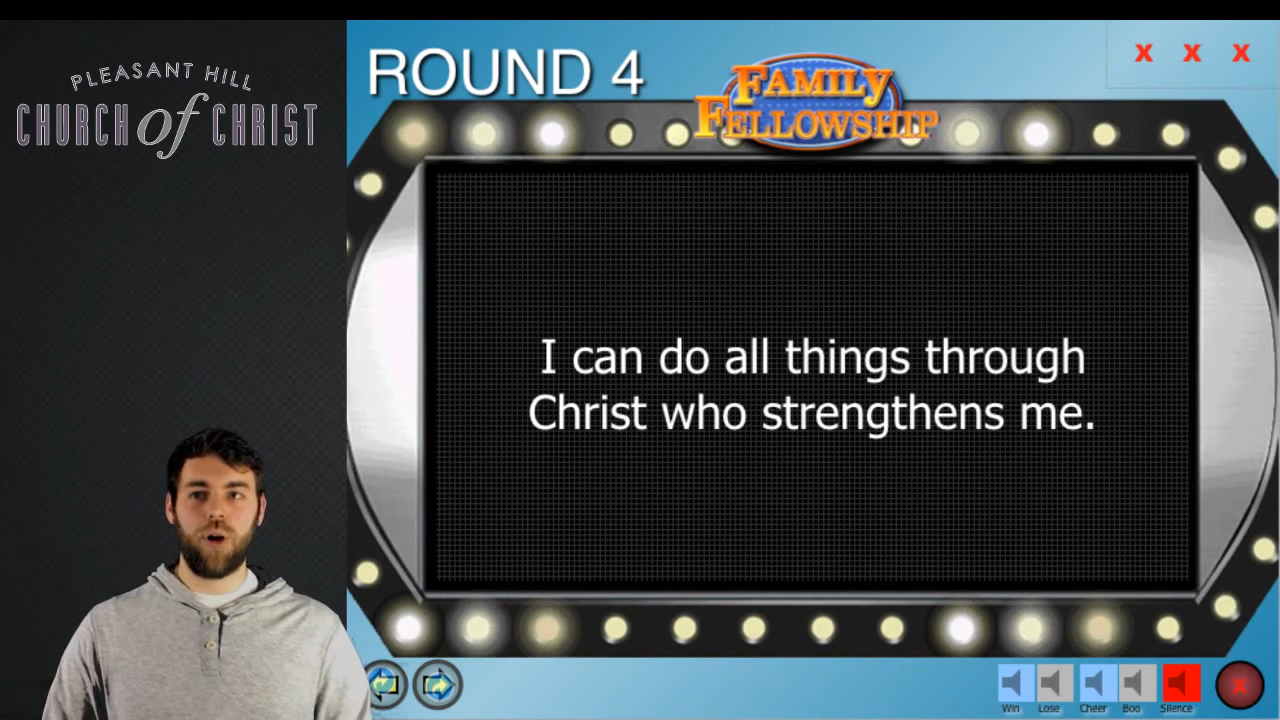 PLEASANT HILL
CHURCH of CHRIST
ROUND 4
FAMILY
FELLOWSHIP
X X X
I can do all things through
Christ who strengthens me.
Win Lose Cheer Boo Silence
X